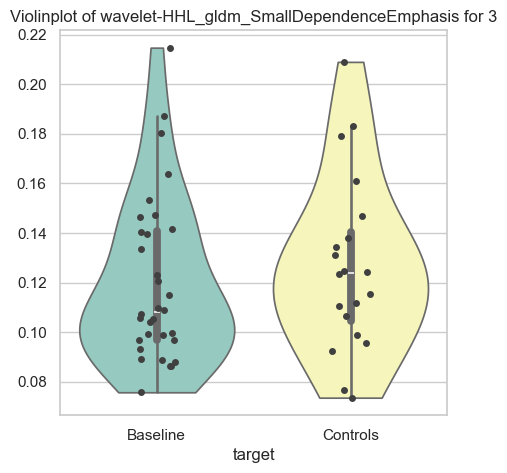 Violinplot of wavelet-HHL_gldm_SmallDependenceEmphasis for 3
0.22
0.20
0.18
0.16
0.14
0.12
0.10
0.08
Baseline Controls
target